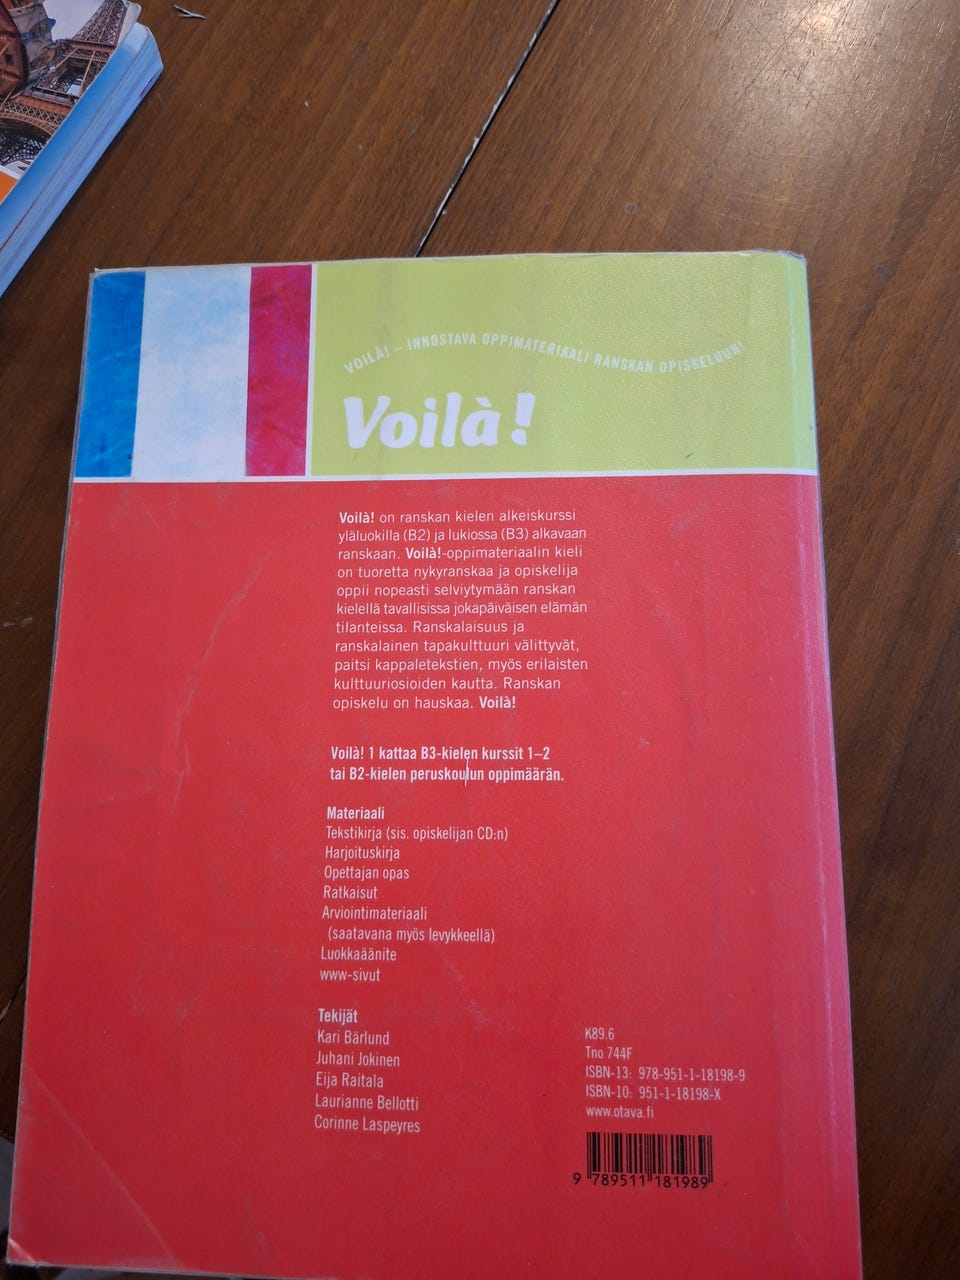 VOILÀ! – INNOSTAVA OPPIMATERIAALI RANSKAN OPISKELUUN!
Voilà!
Voilà! on ranskan kielen alkeiskurssi
yläluokilla (B2) ja lukiossa (B3) alkavaan
ranskaan. Voilà!-oppimateriaalin kieli
on tuoretta nykyranskaa ja opiskelija
oppii nopeasti selviytymään ranskan
kielellä tavallisissa jokapäiväisen elämän
tilanteissa. Ranskalaisuus ja
ranskalainen tapakulttuuri välittyvät,
paitsi kappaletekstien, myös erilaisten
kulttuuriosioiden kautta. Ranskan
opiskelu on hauskaa. Voilà!
Voilà! 1 kattaa B3-kielen kurssit 1–2
tai B2-kielen peruskoulun oppimäärän.
Materiaali
Tekstikirja (sis. opiskelijan CD:n)
Harjoituskirja
Opettajan opas
Ratkaisut
Arviointimateriaali
(saatavana myös levykkeellä)
Luokkaäänite
www-sivut
Tekijät
Kari Bärlund
Juhani Jokinen
Eija Raitala
Laurianne Bellotti
Corinne Laspeyres
K89.6
Tno 744F
ISBN-13: 978-951-1-18198-9
ISBN-10: 951-1-18198-X
www.otava.fi
9 789511 181989